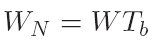 W_N = WT_b